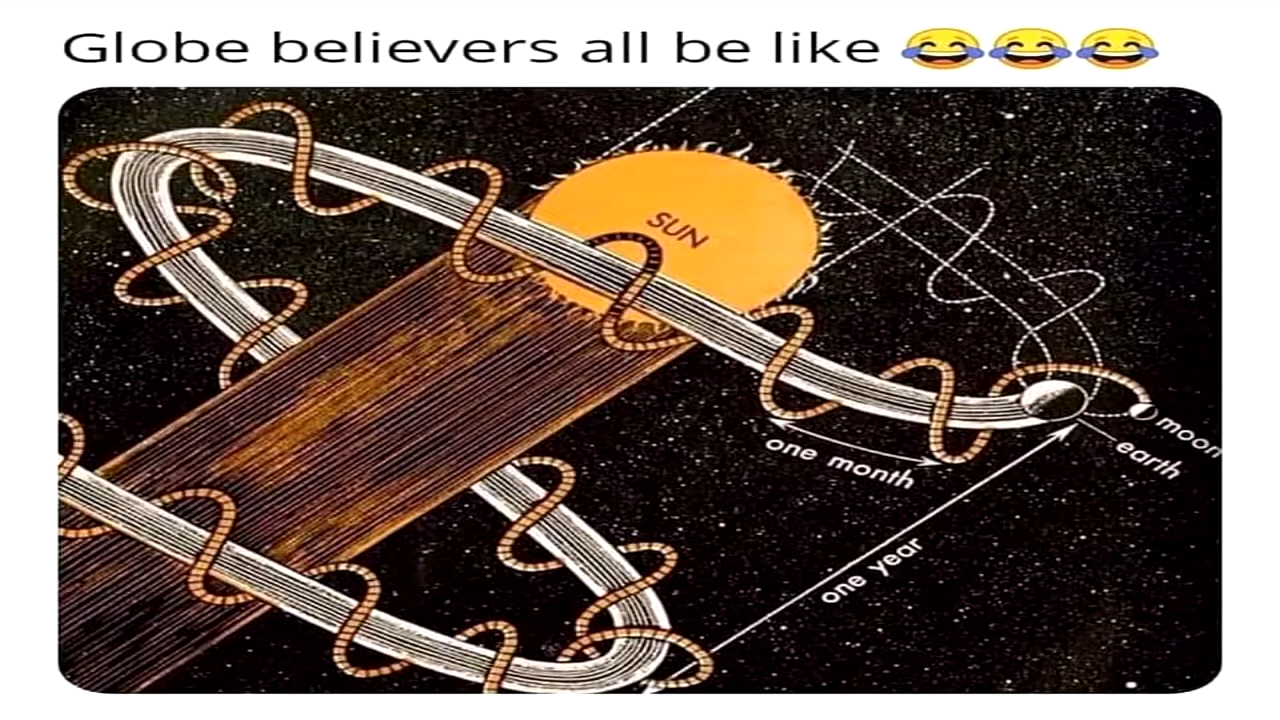 Globe believers all be like 😂😂😂
SUN
moon
earth
one month
one year